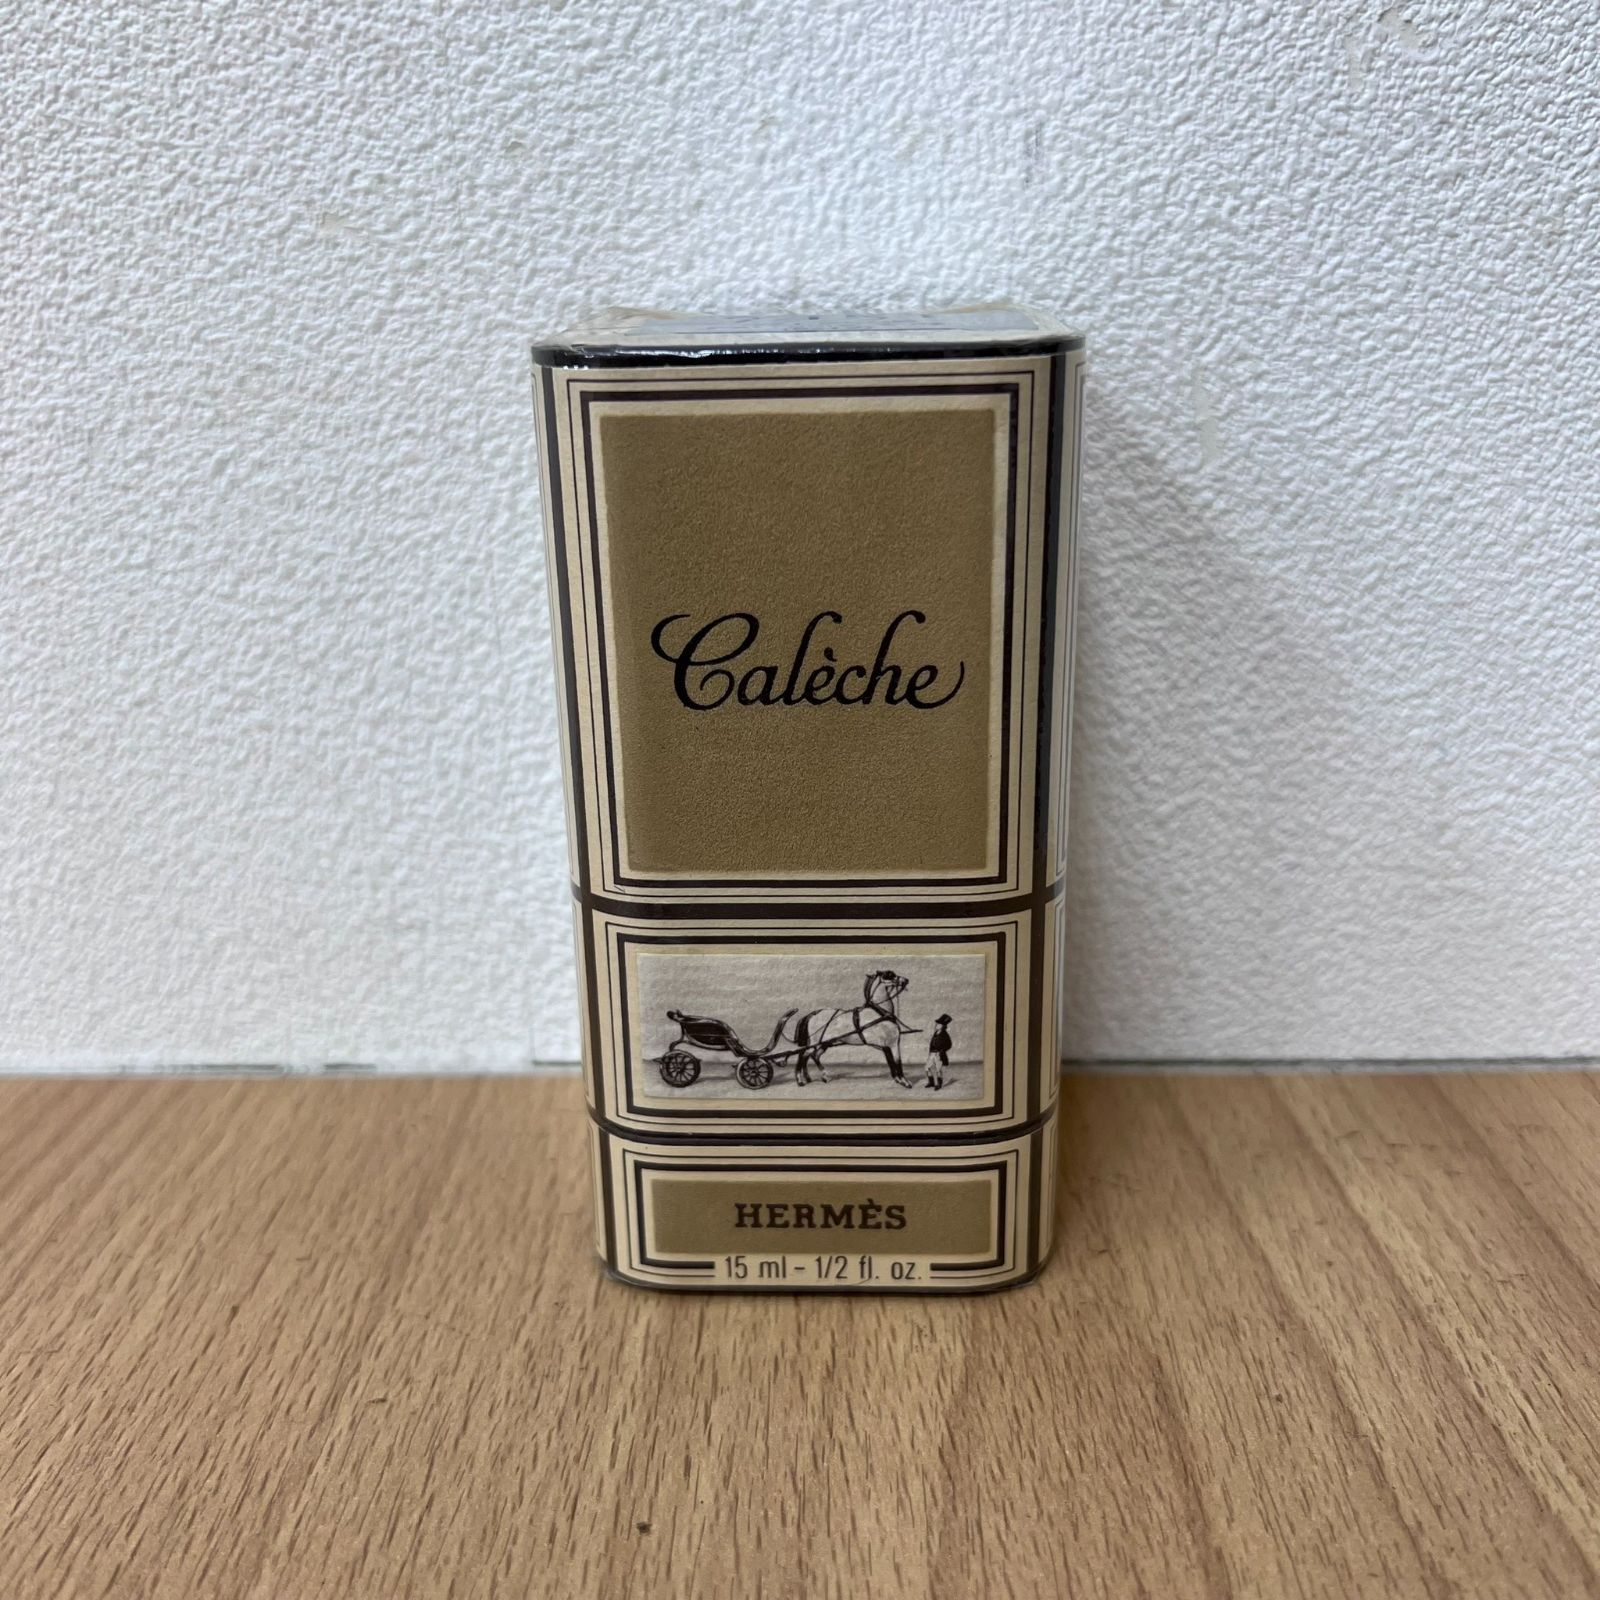 Calèche
HERMÈS
15 ml - 1/2 fl. oz.